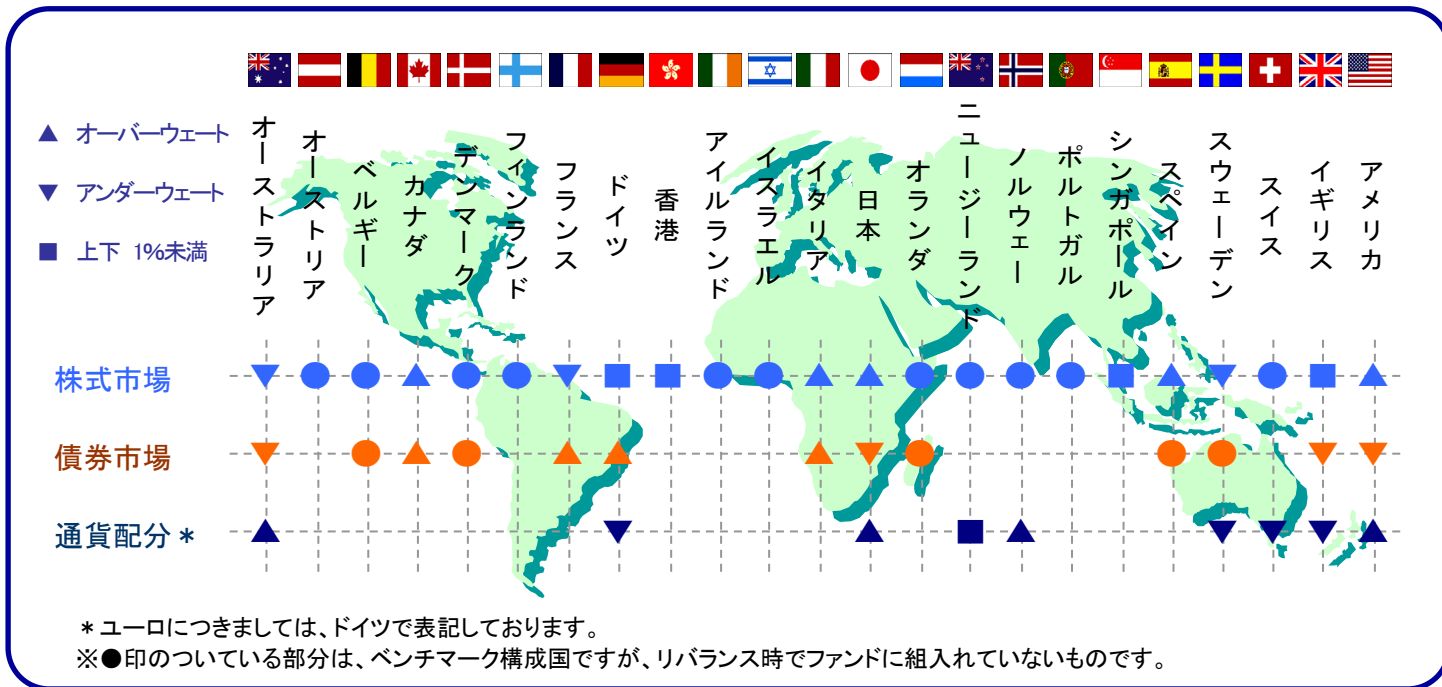 ▲ オーバーウェート
▼ アンダーウェート
■ 上下 1%未満
オーストラリア
オーストリア
ベルギー
カナダ
デンマーク
フィンランド
フランス
ドイツ
香港
アイルランド
イスラエル
イタリア
日本
オランダ
ニュージーランド
ノルウェー
ポルトガル
シンガポール
スペイン
スウェーデン
スイス
イギリス
アメリカ
株式市場
債券市場
通貨配分*
*ユーロにつきましては、ドイツで表記しております。
※●印のついている部分は、ベンチマーク構成国ですが、リバランス時でファンドに組入れていないものです。